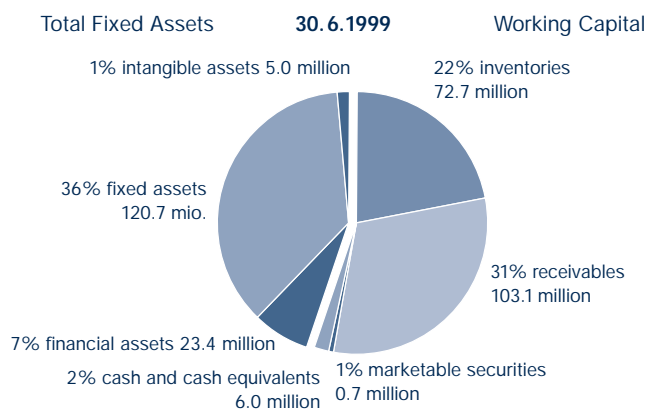 Total Fixed Assets 30.6.1999 Working Capital
1% intangible assets 5.0 million
22% inventories
72.7 million
36% fixed assets
120.7 mio.
31% receivables
103.1 million
7% financial assets 23.4 million
2% cash and cash equivalents
6.0 million
1% marketable securities
0.7 million